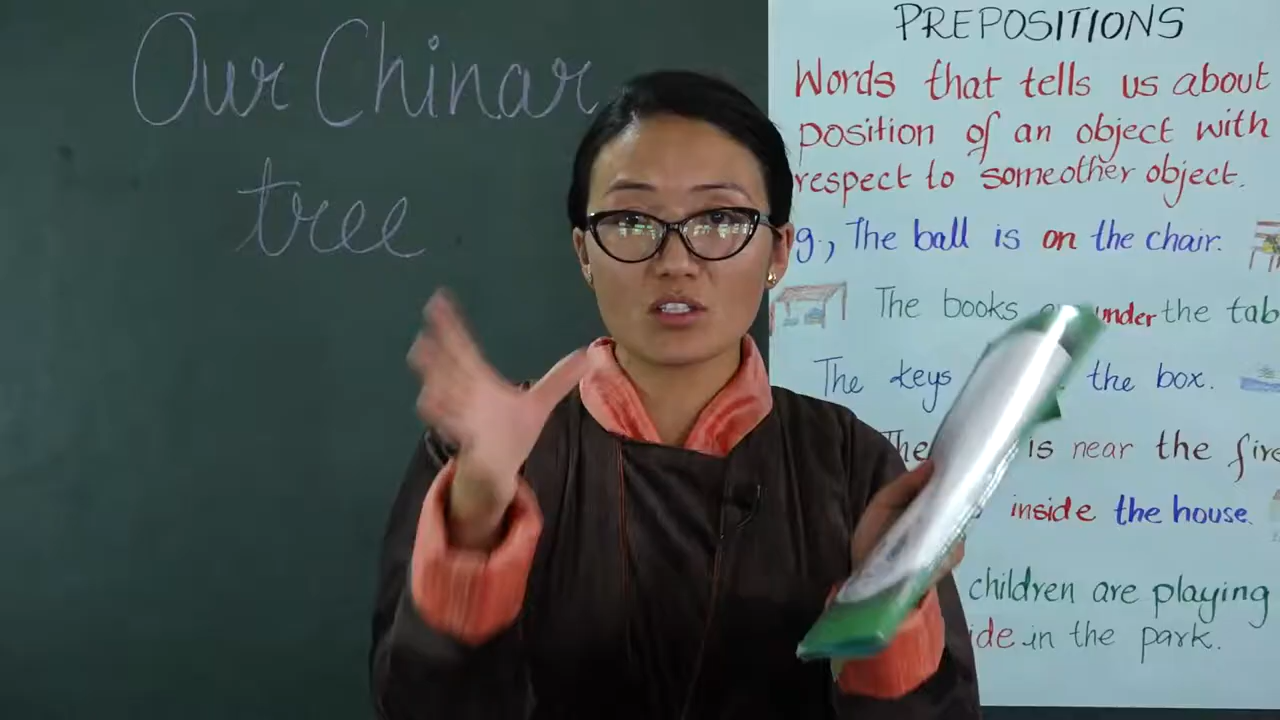 Our Chinar
tree
PREPOSITIONS
Words that tells us about
position of an object with
respect to someother object.
g., The ball is on the chair.
The books under the tab
The keys the box.
The is near the fire
inside the house.
children are playing
ide in the park.